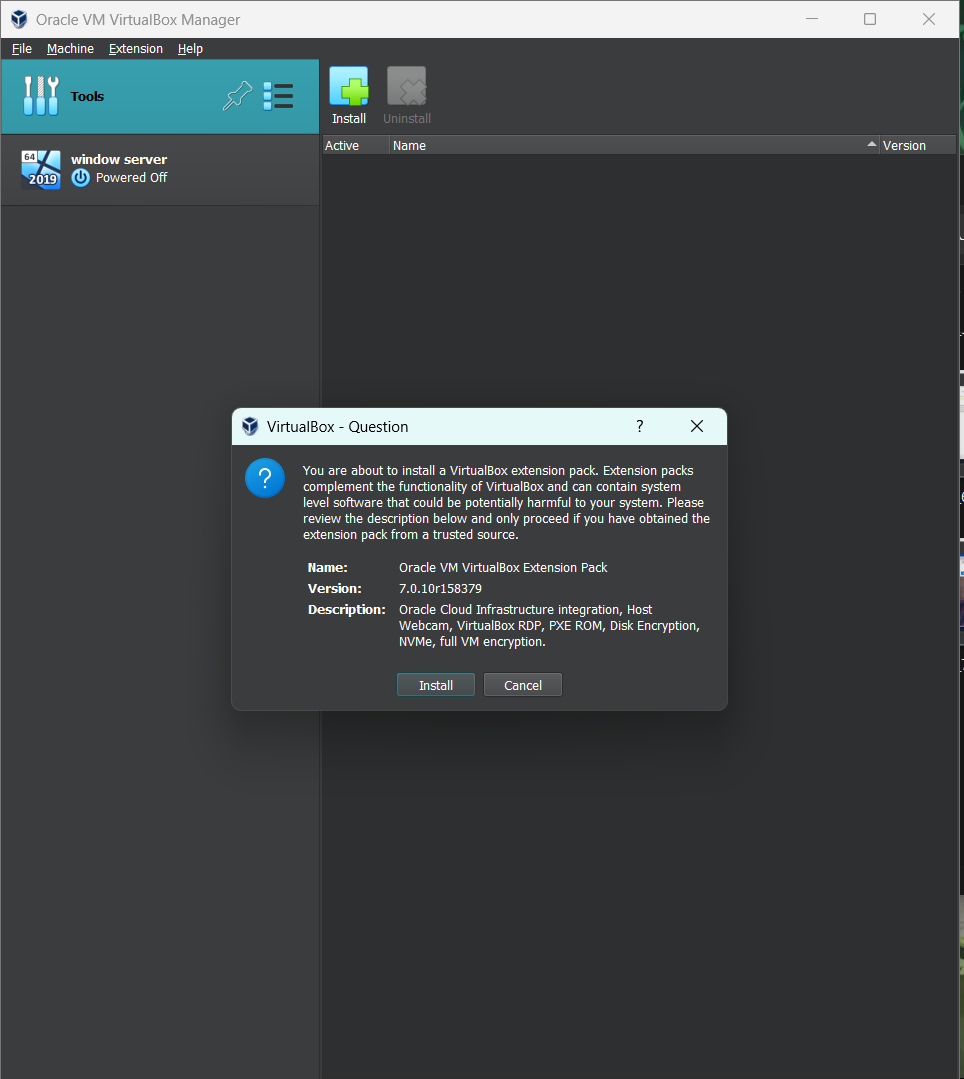 Oracle VM VirtualBox Manager
File Machine Extension Help
Tools
Install
Uninstall
Active Name Version
64
2019
window server
Powered Off
VirtualBox - Question
?
?
You are about to install a VirtualBox extension pack. Extension packs
complement the functionality of VirtualBox and can contain system
level software that could be potentially harmful to your system. Please
review the description below and only proceed if you have obtained the
extension pack from a trusted source.
Name: Oracle VM VirtualBox Extension Pack
Version: 7.0.10r158379
Description: Oracle Cloud Infrastructure integration, Host
Webcam, VirtualBox RDP, PXE ROM, Disk Encryption,
NVMe, full VM encryption.
Install Cancel